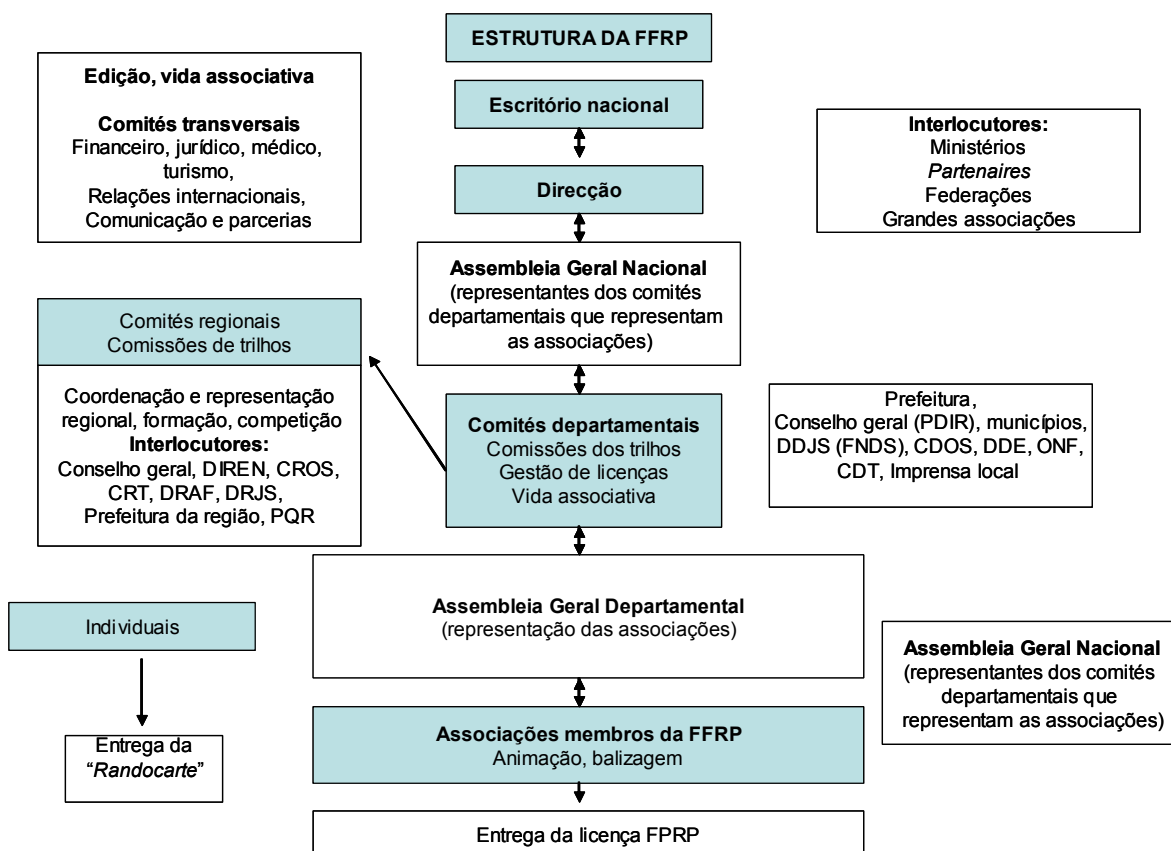 ESTRUTURA DA FFRP
Edição, vida associativa
Comités transversais
Financeiro, jurídico, médico,
turismo,
Relações internacionais,
Comunicação e parcerias
Escritório nacional
Interlocutores:
Ministérios
Partenaires
Federações
Grandes associações
Direcção
Assembleia Geral Nacional
(representantes dos comités
departamentais que representam
as associações)
Comités regionais
Comissões de trilhos
Coordenação e representação
regional, formação, competição
Interlocutores:
Conselho geral, DIREN, CROS,
CRT, DRAF, DRJS,
Prefeitura da região, PQR
Comités departamentais
Comissões dos trilhos
Gestão de licenças
Vida associativa
Prefeitura,
Conselho geral (PDIR), municípios,
DDJS (FNDS), CDOS, DDE, ONF,
CDT, Imprensa local
Assembleia Geral Departamental
(representação das associações)
Individuais
Assembleia Geral Nacional
(representantes dos comités
departamentais que
representam as associações)
Associações membros da FFRP
Animação, balizagem
Entrega da
“Randocarte”
Entrega da licença FPRP